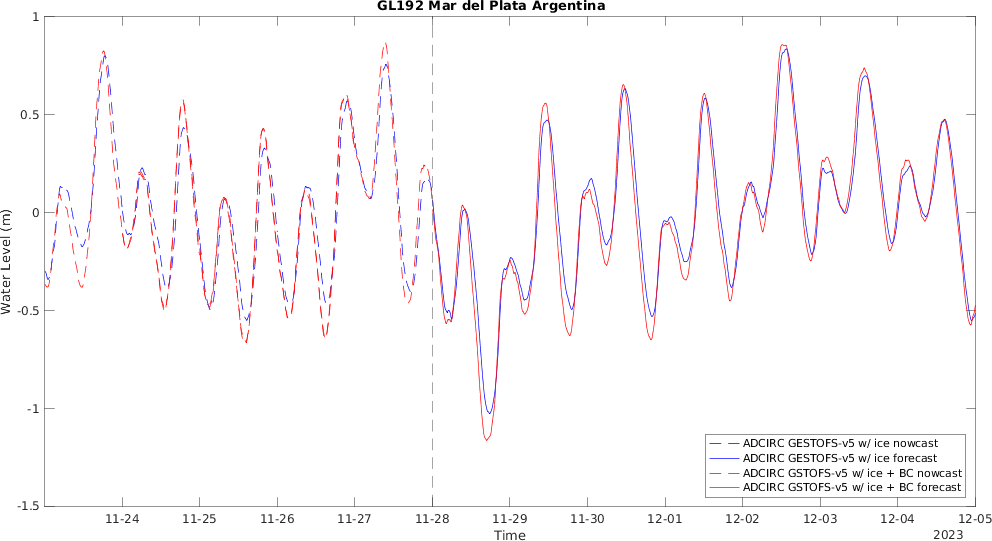 GL192 Mar del Plata Argentina
1
0.5
0
-0.5
-1
-1.5
Water Level (m)
11-24 11-25 11-26 11-27 11-28 11-29 11-30 12-01 12-02 12-03 12-04 12-05
Time
2023
ADCIRC GESTOFS-v5 w/ ice nowcast
ADCIRC GESTOFS-v5 w/ ice forecast
ADCIRC GSTOFS-v5 w/ ice + BC nowcast
ADCIRC GSTOFS-v5 w/ ice + BC forecast